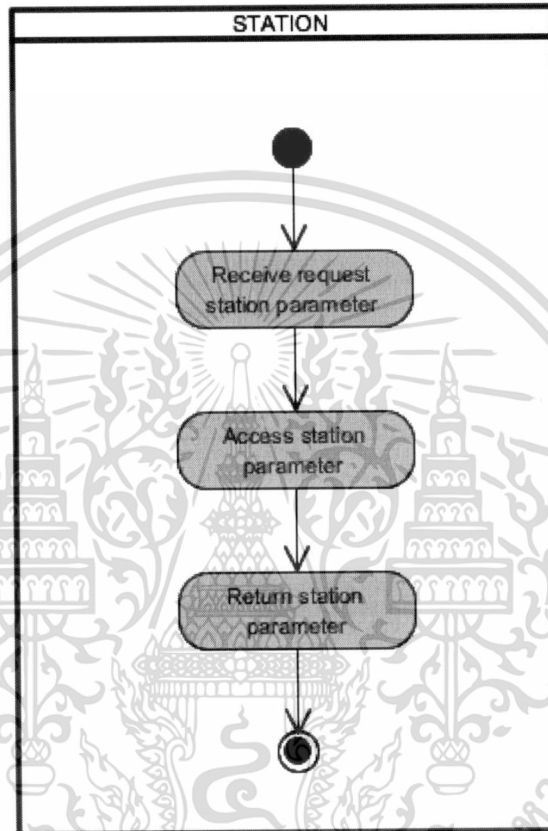 STATION
Receive request
station parameter
Access station
parameter
Return station
parameter